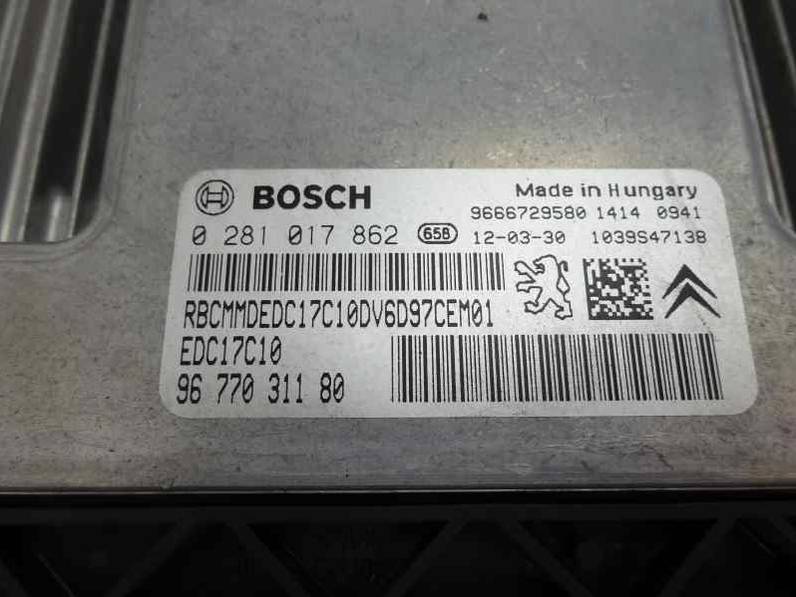 BOSCH
Made in Hungary
9666729580 1414 0941
0 281 017 862 65B 12-03-30 1039S47138
RBCMMDEDC17C10DV6D97CEM01
EDC17C10
96 770 311 80